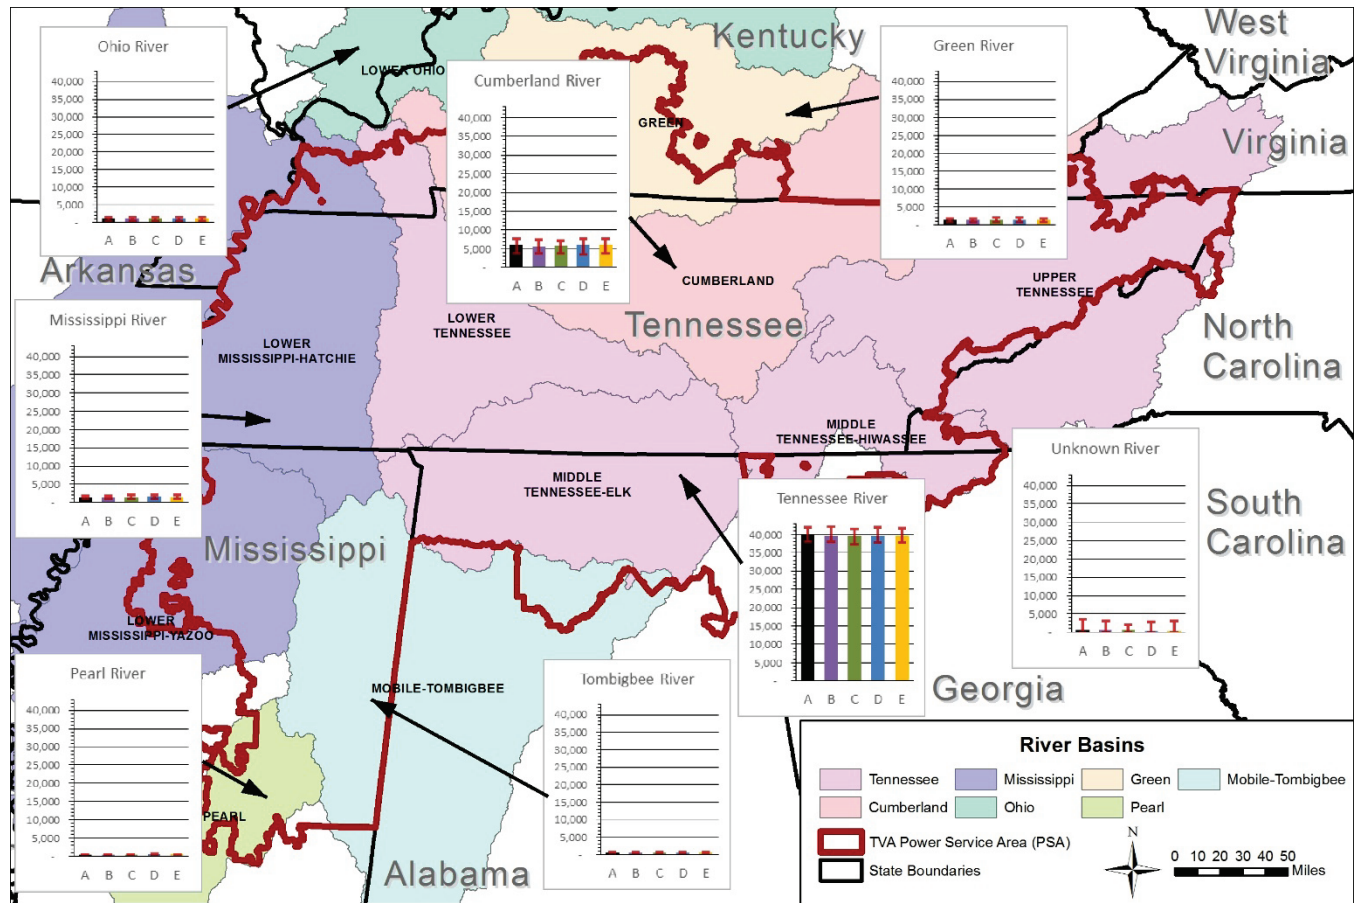 Kentucky
West
Virginia
Virginia
Arkansas
Tennessee
North
Carolina
South
Carolina
Mississippi
Georgia
Alabama
LOWER OHIO
GREEN
CUMBERLAND
UPPER
TENNESSEE
LOWER
TENNESSEE
LOWER
MISSISSIPPI-HATCHIE
MIDDLE
TENNESSEE-HIWASSEE
MIDDLE
TENNESSEE-ELK
LOWER
MISSISSIPPI-YAZOO
MOBILE-TOMBIGBEE
PEARL
Ohio River
40,000
35,000
30,000
25,000
20,000
15,000
10,000
5,000
-
A B C D E
Cumberland River
40,000
35,000
30,000
25,000
20,000
15,000
10,000
5,000
-
A B C D E
Green River
40,000
35,000
30,000
25,000
20,000
15,000
10,000
5,000
-
A B C D E
Mississippi River
40,000
35,000
30,000
25,000
20,000
15,000
10,000
5,000
-
A B C D E
Unknown River
40,000
35,000
30,000
25,000
20,000
15,000
10,000
5,000
-
A B C D E
Tennessee River
40,000
35,000
30,000
25,000
20,000
15,000
10,000
5,000
-
A B C D E
Pearl River
40,000
35,000
30,000
25,000
20,000
15,000
10,000
5,000
-
A B C D E
Tombigbee River
40,000
35,000
30,000
25,000
20,000
15,000
10,000
5,000
-
A B C D E
River Basins
Tennessee Mississippi Green Mobile-Tombigbee
Cumberland Ohio Pearl
TVA Power Service Area (PSA)
State Boundaries
N
0 10 20 30 40 50
Miles